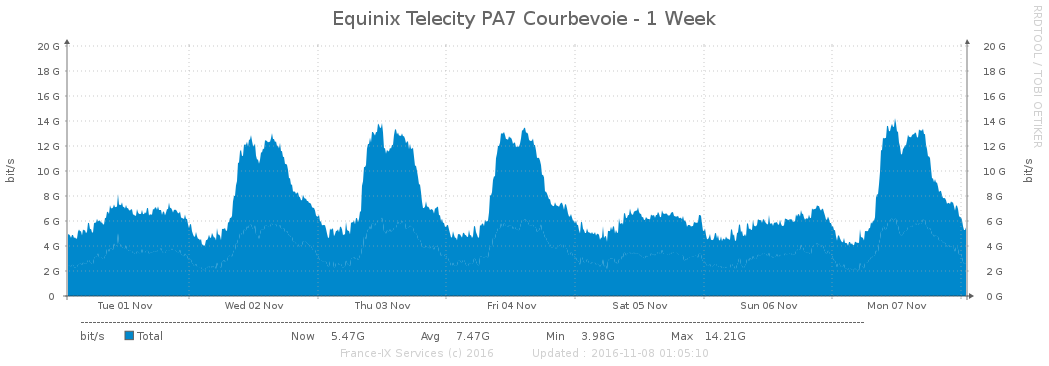 Equinix Telecity PA7 Courbevoie - 1 Week
RRDTOOL / TOBI OETIKER
20 G 20 G
18 G 18 G
16 G 16 G
14 G 14 G
12 G 12 G
10 G 10 G
8 G 8 G
6 G 6 G
4 G 4 G
2 G 2 G
0 0 G
bit/s bit/s
Tue 01 Nov Wed 02 Nov Thu 03 Nov Fri 04 Nov Sat 05 Nov Sun 06 Nov Mon 07 Nov
bit/s Total Now 5.47G Avg 7.47G Min 3.98G Max 14.21G
France-IX Services (c) 2016 Updated : 2016-11-08 01:05:10